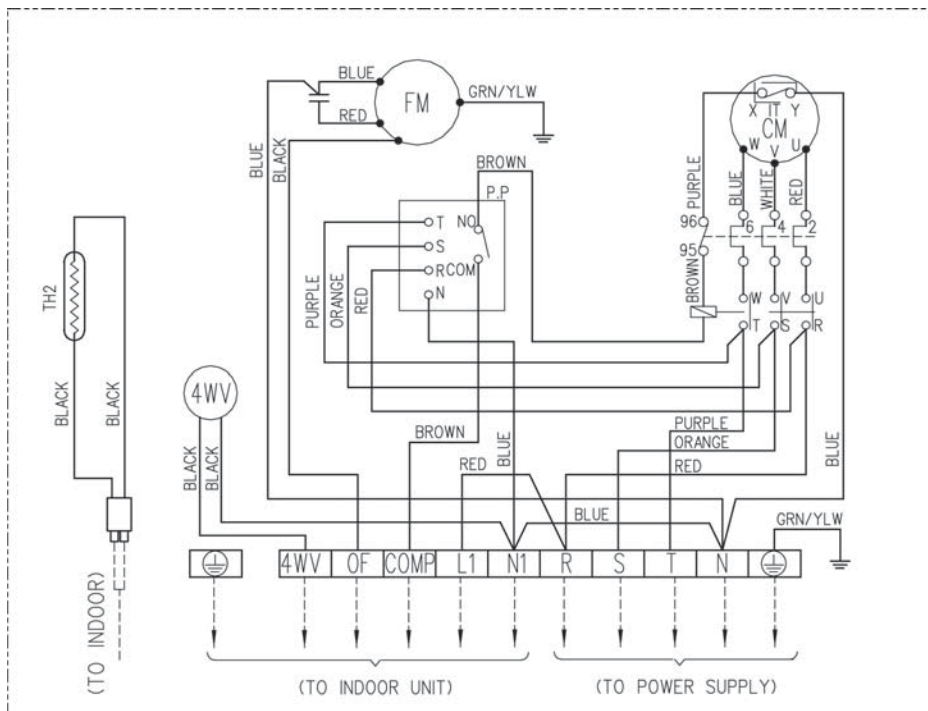 BLUE
FM
GRN/YLW
RED
BLUE
BLACK
BROWN
P.P
T
NO
S
R
COM
N
PURPLE
ORANGE
RED
X
IT
Y
CM
W
V
U
PURPLE
BLUE
WHITE
RED
96
6
4
2
95
BROWN
W
V
U
T
S
R
TH2
BLACK
BLACK
4WV
BLACK
BLACK
BROWN
RED
BLUE
PURPLE
ORANGE
RED
BLUE
BLUE
GRN/YLW
4WV
OF
COMP
L1
N1
R
S
T
N
(TO INDOOR)
(TO INDOOR UNIT)
(TO POWER SUPPLY)